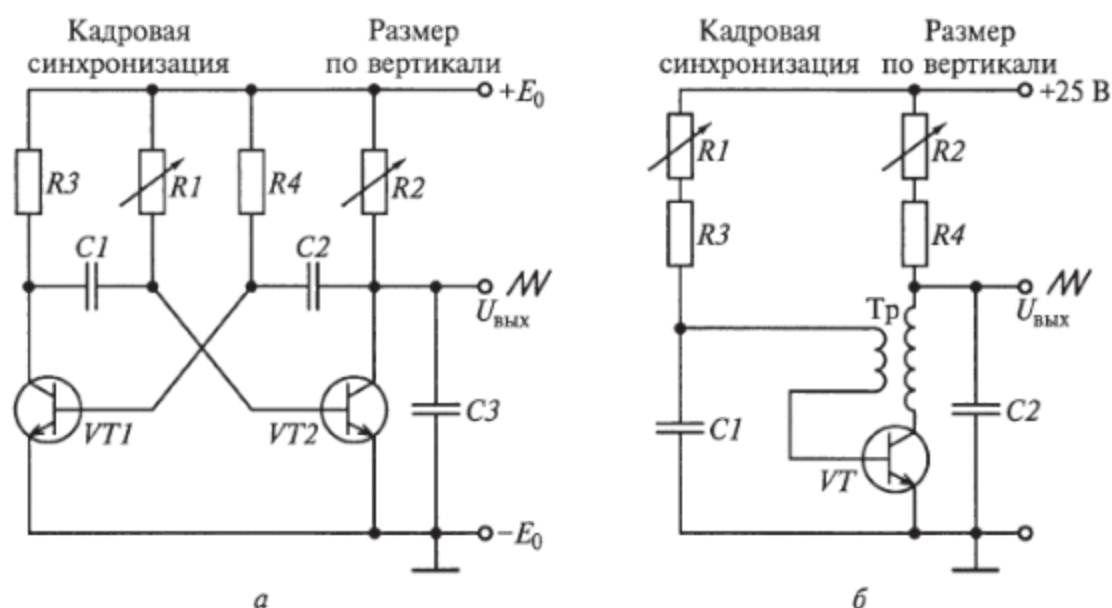 Кадровая
синхронизация
Размер
по вертикали
+E₀
R3
R1
R4
R2
C1
C2
Uвых
VT1
VT2
C3
−E₀
а
Кадровая
синхронизация
Размер
по вертикали
+25 В
R1
R2
R3
R4
Тр
Uвых
C1
C2
VT
б